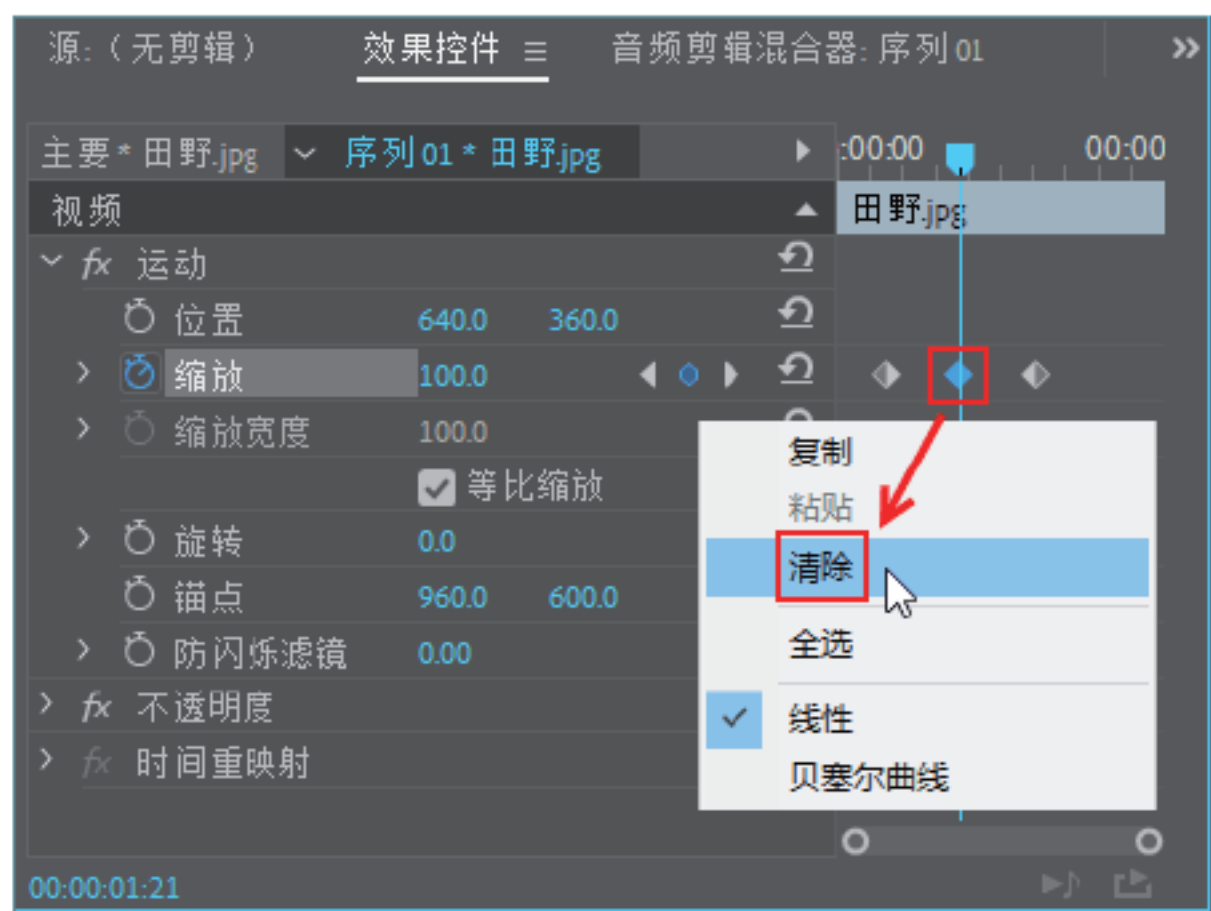 源:（无剪辑） 效果控件 音频剪辑混合器: 序列 01
主要 * 田野.jpg 序列 01 * 田野.jpg :00:00 00:00
视频 田野.jpg
fx 运动
位置 640.0 360.0
缩放 100.0
缩放宽度 100.0
等比缩放
旋转 0.0
锚点 960.0 600.0
防闪烁滤镜 0.00
fx 不透明度
fx 时间重映射
复制
粘贴
清除
全选
线性
贝塞尔曲线
00:00:01:21